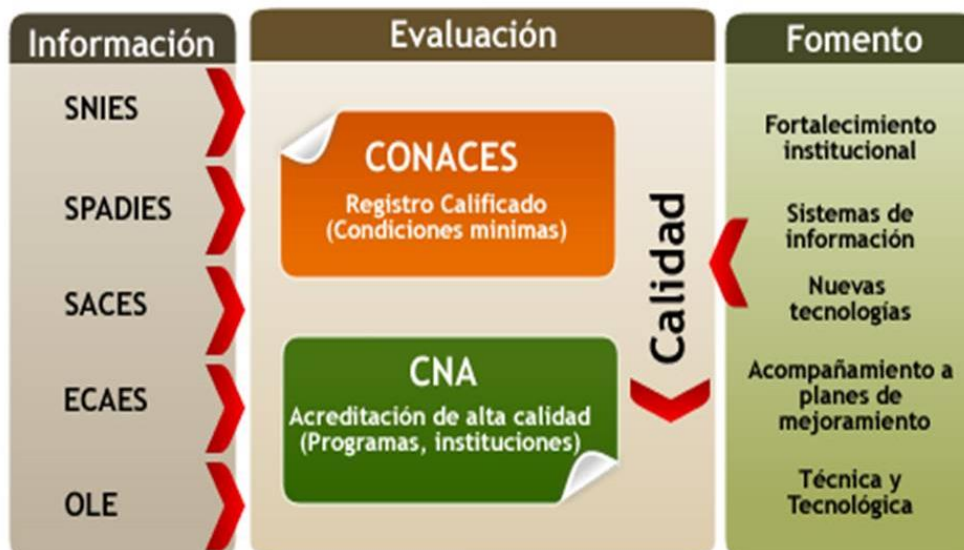 Información
SNIES
SPADIES
SACES
ECAES
OLE
Evaluación
CONACES
Registro Calificado
(Condiciones minimas)
CNA
Acreditación de alta calidad
(Programas, instituciones)
Calidad
Fomento
Fortalecimiento
institucional
Sistemas de
información
Nuevas
tecnologías
Acompañamiento a
planes de
mejoramiento
Técnica y
Tecnológica